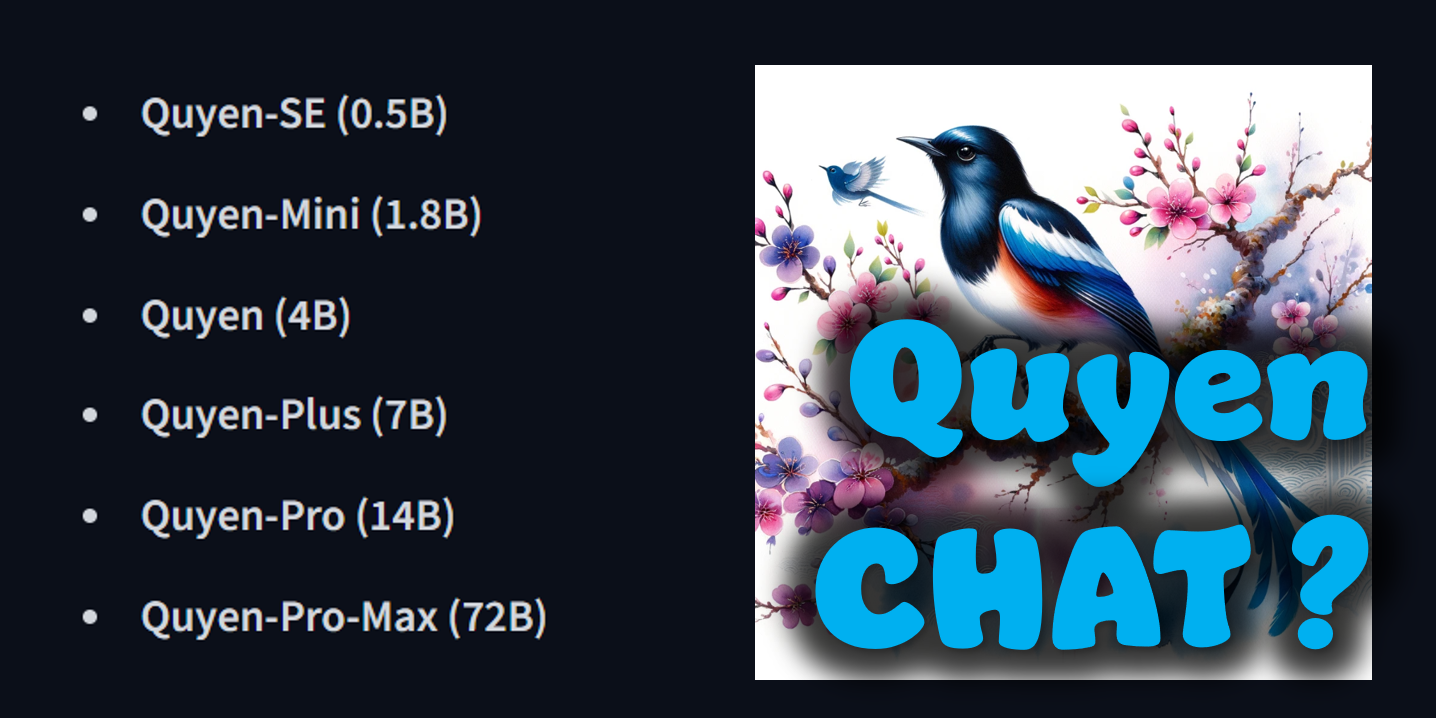 • Quyen-SE (0.5B)
• Quyen-Mini (1.8B)
• Quyen (4B)
• Quyen-Plus (7B)
• Quyen-Pro (14B)
• Quyen-Pro-Max (72B)
Quyen
CHAT ?